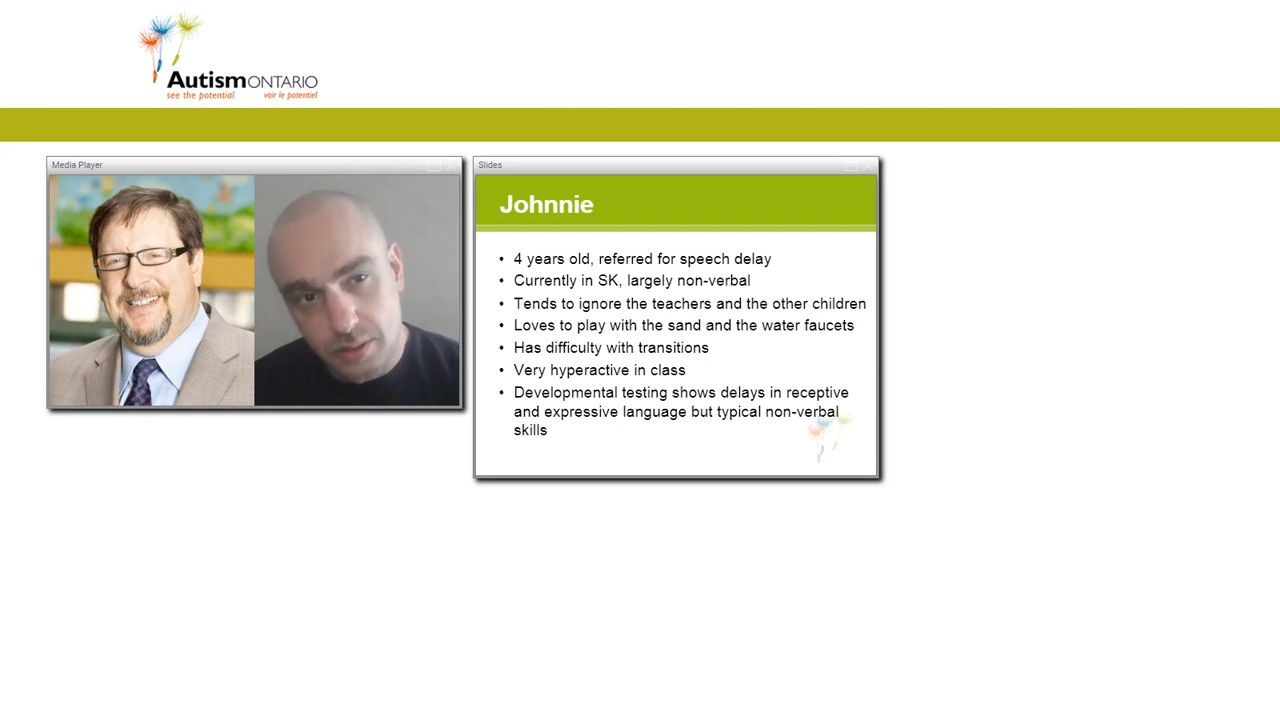 Autism ONTARIO
see the potential voir le potentiel
Media Player
Slides
Johnnie
• 4 years old, referred for speech delay
• Currently in SK, largely non-verbal
• Tends to ignore the teachers and the other children
• Loves to play with the sand and the water faucets
• Has difficulty with transitions
• Very hyperactive in class
• Developmental testing shows delays in receptive
and expressive language but typical non-verbal
skills